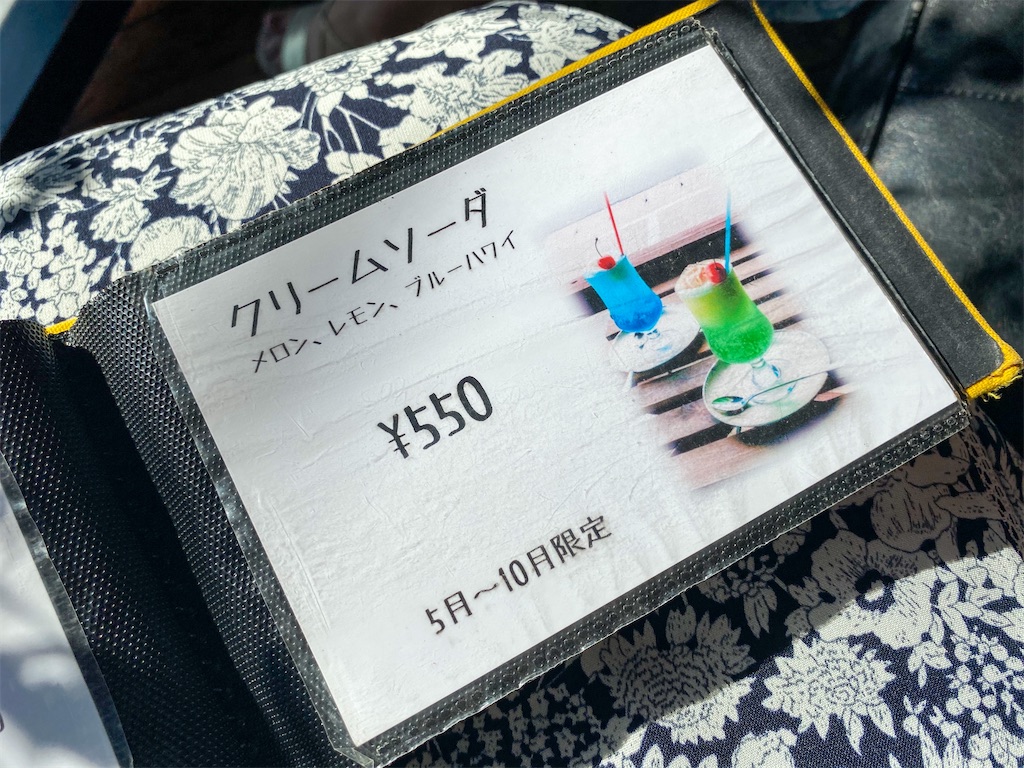 クリームソーダ
メロン、レモン、ブルーハワイ
¥550
5月～10月限定